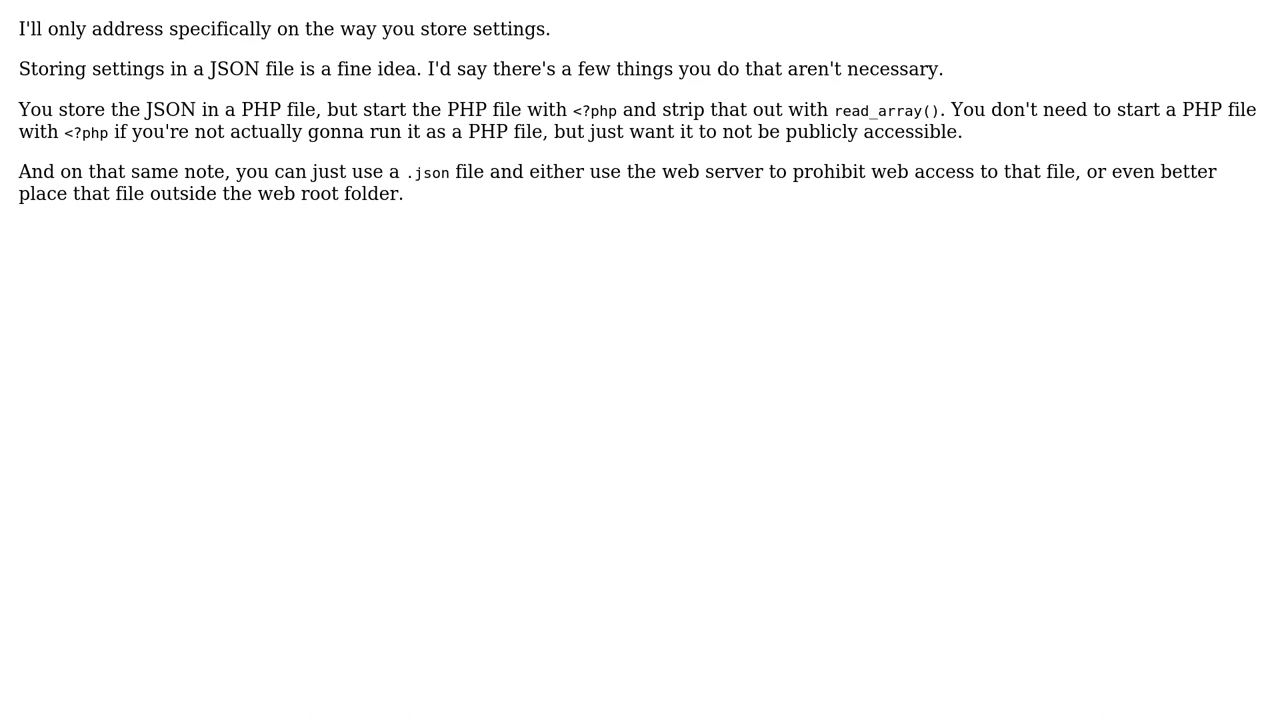 I'll only address specifically on the way you store settings.
Storing settings in a JSON file is a fine idea. I'd say there's a few things you do that aren't necessary.
You store the JSON in a PHP file, but start the PHP file with <?php and strip that out with read_array(). You don't need to start a PHP file
with <?php if you're not actually gonna run it as a PHP file, but just want it to not be publicly accessible.
And on that same note, you can just use a .json file and either use the web server to prohibit web access to that file, or even better
place that file outside the web root folder.